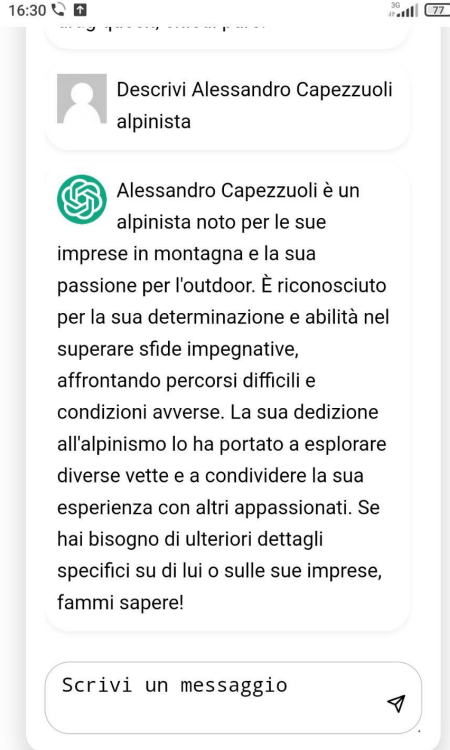 16:30
3G
77
Descrivi Alessandro Capezzuoli
alpinista
Alessandro Capezzuoli è un
alpinista noto per le sue
imprese in montagna e la sua
passione per l'outdoor. È riconosciuto
per la sua determinazione e abilità nel
superare sfide impegnative,
affrontando percorsi difficili e
condizioni avverse. La sua dedizione
all'alpinismo lo ha portato a esplorare
diverse vette e a condividere la sua
esperienza con altri appassionati. Se
hai bisogno di ulteriori dettagli
specifici su di lui o sulle sue imprese,
fammi sapere!
Scrivi un messaggio